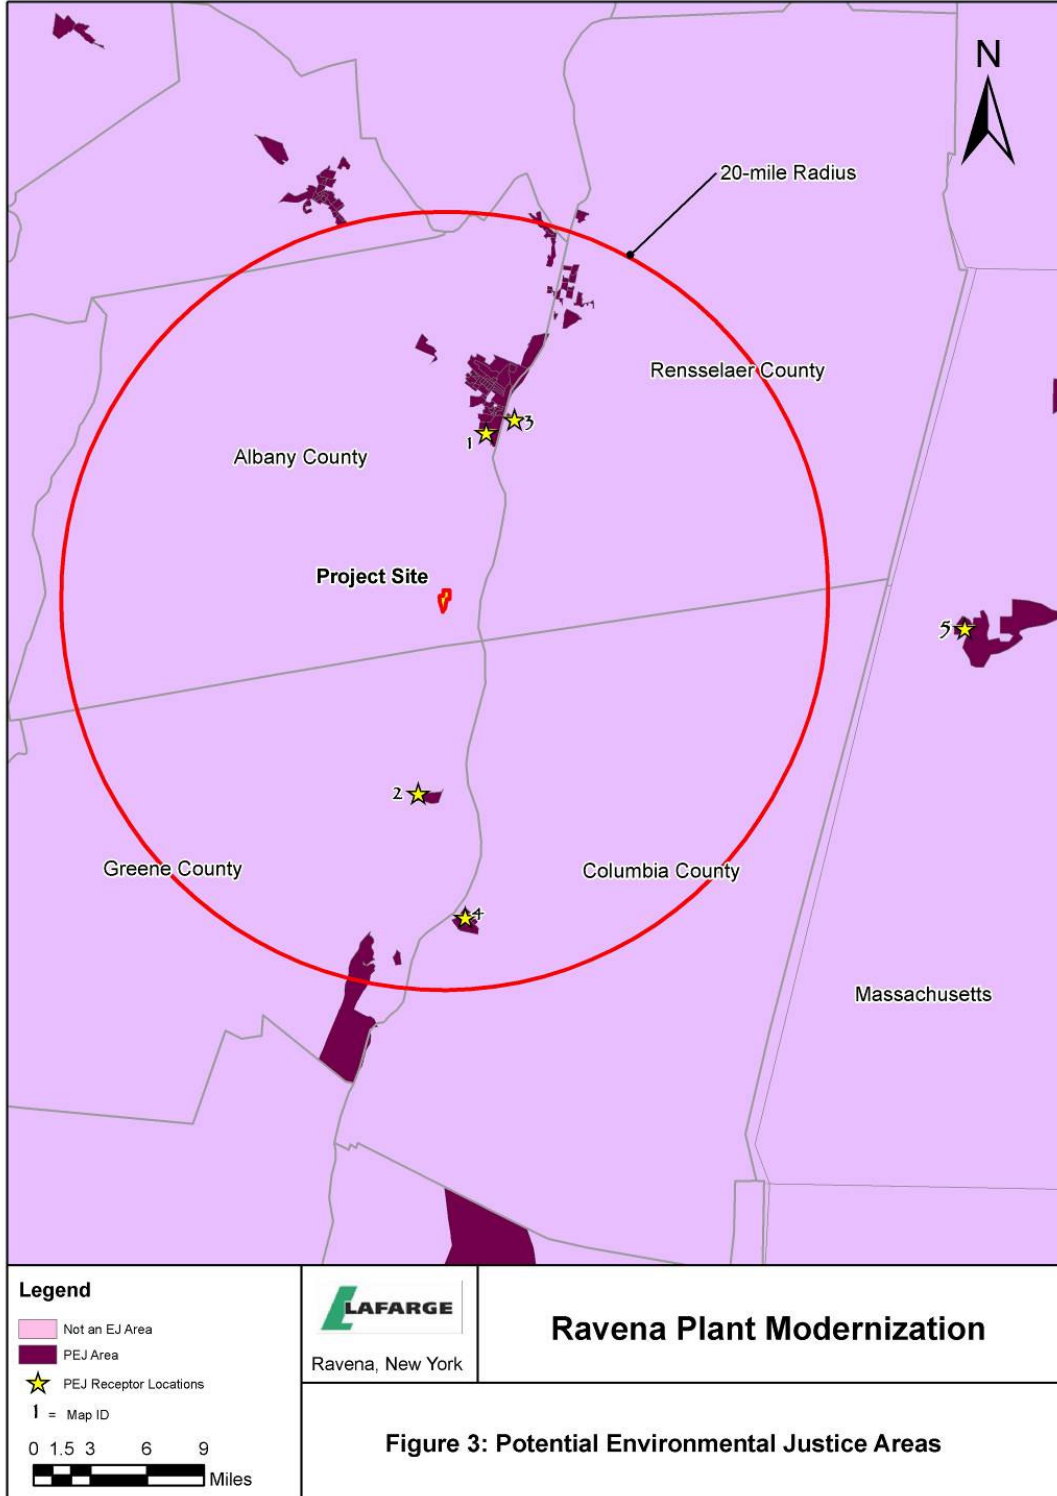 N
20-mile Radius
Rensselaer County
3
1
Albany County
Project Site
5
2
Greene County
Columbia County
4
Massachusetts
Legend
Not an EJ Area
PEJ Area
PEJ Receptor Locations
1 = Map ID
0 1.5 3 6 9
Miles
LAFARGE
Ravena, New York
Ravena Plant Modernization
Figure 3: Potential Environmental Justice Areas